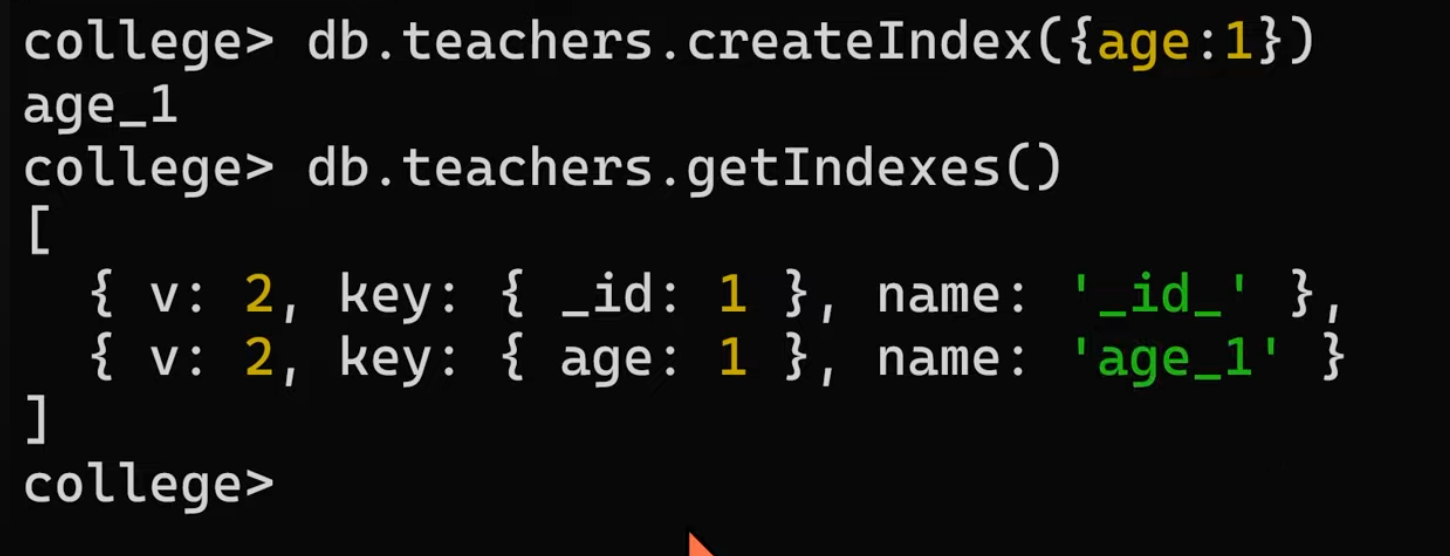 college> db.teachers.createIndex({age:1})
age_1
college> db.teachers.getIndexes()
[
  { v: 2, key: { _id: 1 }, name: '_id_' },
  { v: 2, key: { age: 1 }, name: 'age_1' }
]
college>